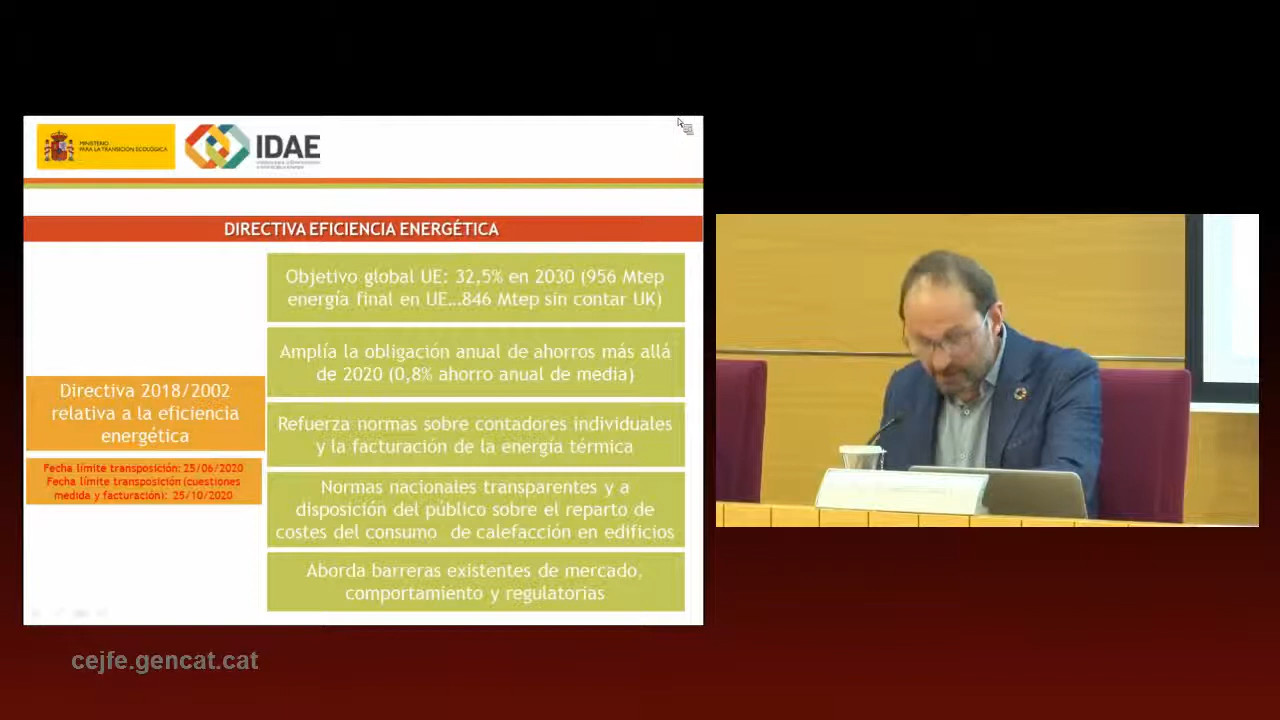 MINISTERIO
PARA LA TRANSICIÓN ECOLÓGICA
IDAE
DIRECTIVA EFICIENCIA ENERGÉTICA
Directiva 2018/2002
relativa a la eficiencia
energética
Fecha límite transposición: 25/06/2020
Fecha límite transposición (cuestiones
medida y facturación): 25/10/2020
Objetivo global UE: 32,5% en 2030 (956 Mtep
energía final en UE…846 Mtep sin contar UK)
Amplía la obligación anual de ahorros más allá
de 2020 (0,8% ahorro anual de media)
Refuerza normas sobre contadores individuales
y la facturación de la energía térmica
Normas nacionales transparentes y a
disposición del público sobre el reparto de
costes del consumo de calefacción en edificios
Aborda barreras existentes de mercado,
comportamiento y regulatorias
cejfe.gencat.cat